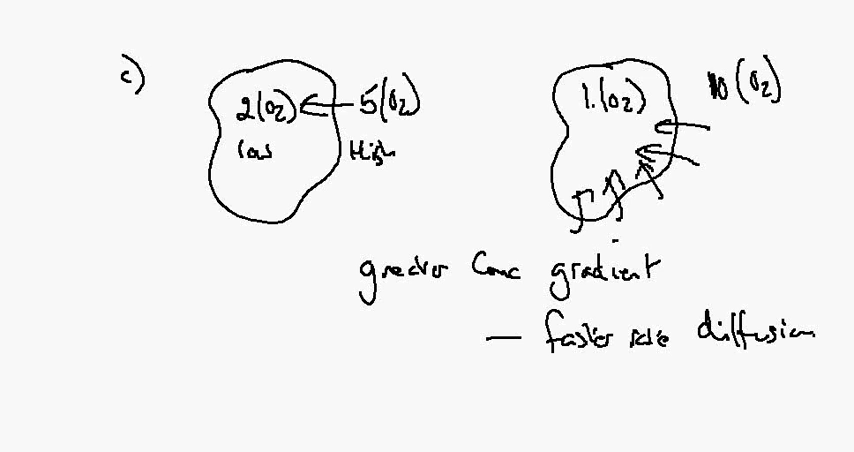 c)
2(O₂) ← 5(O₂)
low High
1.(O₂) 10(O₂)
greater Conc gradient
— faster rate diffusion